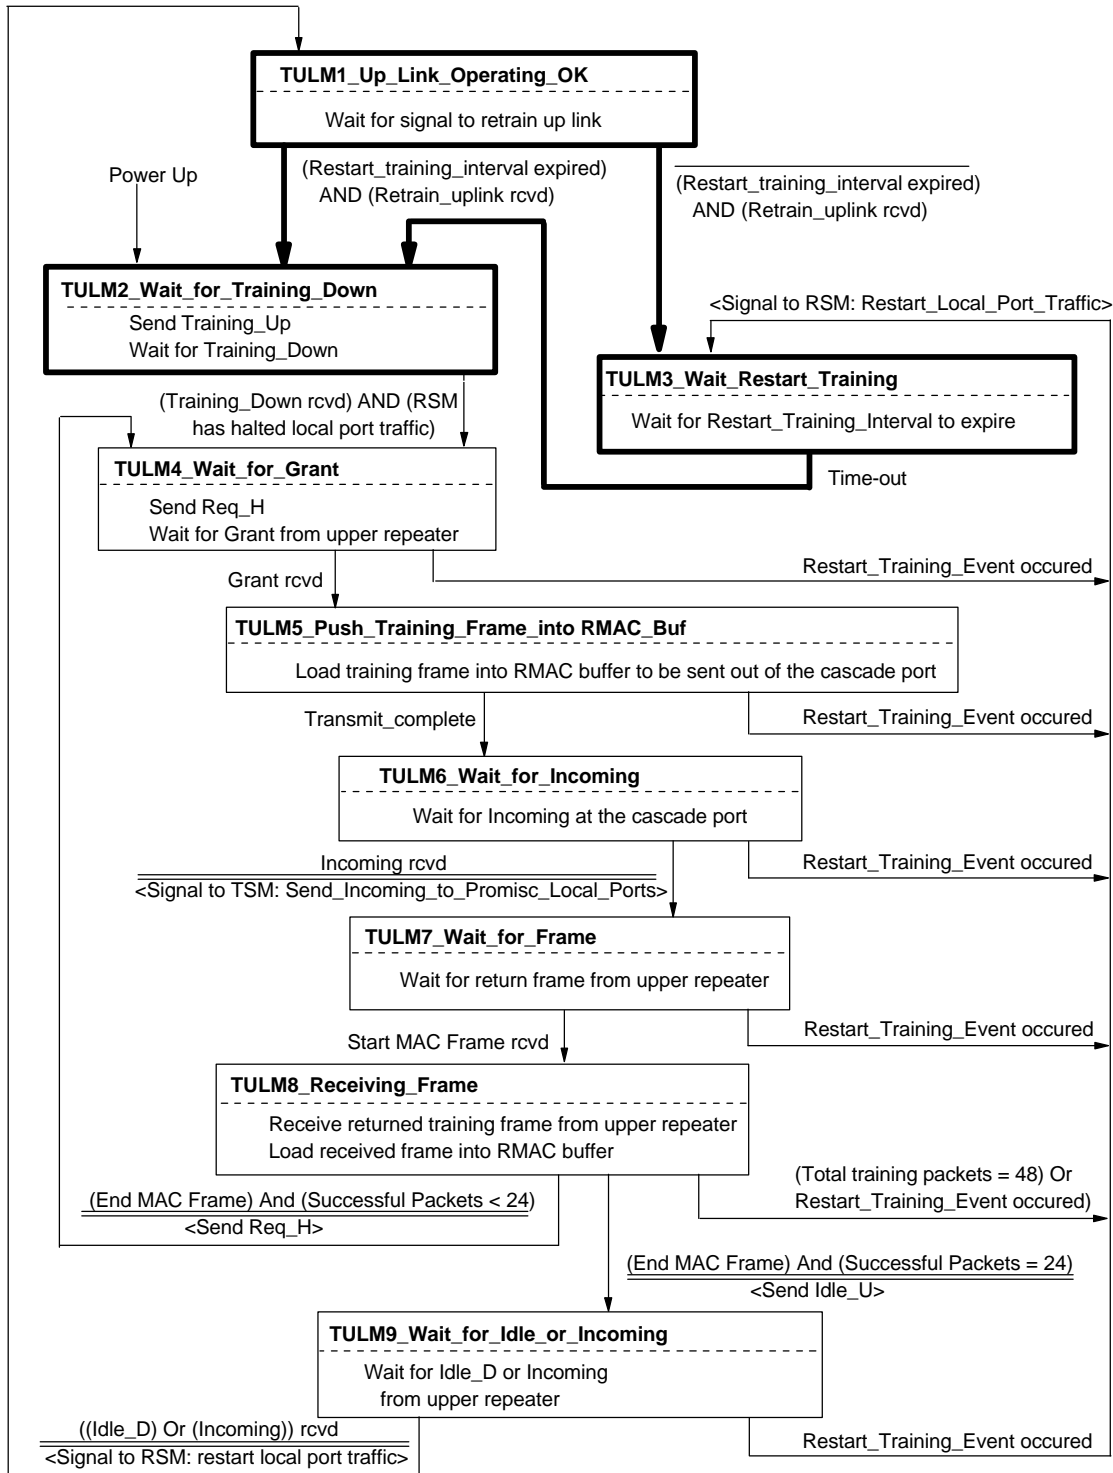 TULM1_Up_Link_Operating_OK
Wait for signal to retrain up link
Power Up
(Restart_training_interval expired)
AND (Retrain_uplink rcvd)
(Restart_training_interval expired)
AND (Retrain_uplink rcvd)
TULM2_Wait_for_Training_Down
Send Training_Up
Wait for Training_Down
<Signal to RSM: Restart_Local_Port_Traffic>
TULM3_Wait_Restart_Training
Wait for Restart_Training_Interval to expire
Time-out
(Training_Down rcvd) AND (RSM
has halted local port traffic)
TULM4_Wait_for_Grant
Send Req_H
Wait for Grant from upper repeater
Grant rcvd
Restart_Training_Event occured
TULM5_Push_Training_Frame_into RMAC_Buf
Load training frame into RMAC buffer to be sent out of the cascade port
Transmit_complete
Restart_Training_Event occured
TULM6_Wait_for_Incoming
Wait for Incoming at the cascade port
Incoming rcvd
<Signal to TSM: Send_Incoming_to_Promisc_Local_Ports>
Restart_Training_Event occured
TULM7_Wait_for_Frame
Wait for return frame from upper repeater
Start MAC Frame rcvd
Restart_Training_Event occured
TULM8_Receiving_Frame
Receive returned training frame from upper repeater
Load received frame into RMAC buffer
(End MAC Frame) And (Successful Packets < 24)
<Send Req_H>
(Total training packets = 48) Or
Restart_Training_Event occured)
(End MAC Frame) And (Successful Packets = 24)
<Send Idle_U>
TULM9_Wait_for_Idle_or_Incoming
Wait for Idle_D or Incoming
from upper repeater
((Idle_D) Or (Incoming)) rcvd
<Signal to RSM: restart local port traffic>
Restart_Training_Event occured